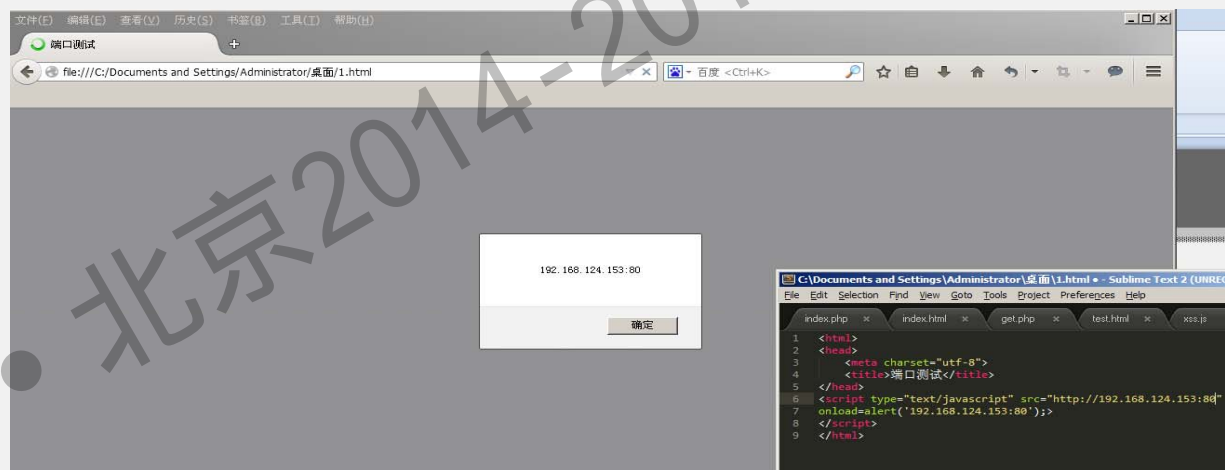 文件(F) 编辑(E) 查看(V) 历史(S) 书签(B) 工具(T) 帮助(H)
端口测试
file:///C:/Documents and Settings/Administrator/桌面/1.html
百度 <Ctrl+K>
192.168.124.153:80
确定
C:\Documents and Settings\Administrator\桌面\1.html • - Sublime Text 2 (UNREG
File Edit Selection Find View Goto Tools Project Preferences Help
index.php index.html get.php test.html xss.js
1 <html>
2 <head>
3 <meta charset="utf-8">
4 <title>端口测试</title>
5 </head>
6 <script type="text/javascript" src="http://192.168.124.153:80"
7 onload=alert('192.168.124.153:80');>
8 </script>
9 </html>
• 北京2014-20